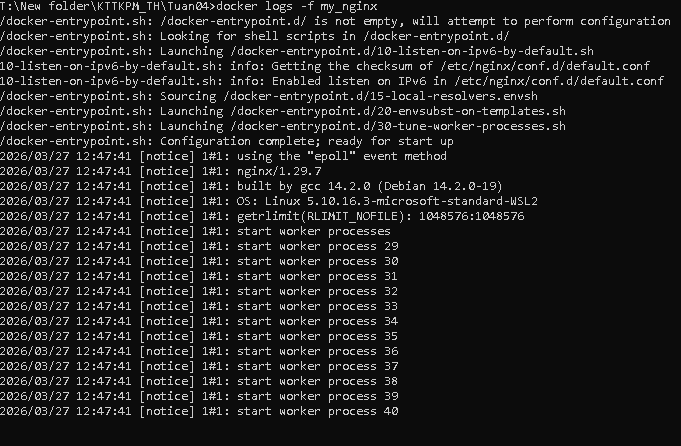 T:\New folder\KTTKPM_TH\Tuan04>docker logs -f my_nginx
/docker-entrypoint.sh: /docker-entrypoint.d/ is not empty, will attempt to perform configuration
/docker-entrypoint.sh: Looking for shell scripts in /docker-entrypoint.d/
/docker-entrypoint.sh: Launching /docker-entrypoint.d/10-listen-on-ipv6-by-default.sh
10-listen-on-ipv6-by-default.sh: info: Getting the checksum of /etc/nginx/conf.d/default.conf
10-listen-on-ipv6-by-default.sh: info: Enabled listen on IPv6 in /etc/nginx/conf.d/default.conf
/docker-entrypoint.sh: Sourcing /docker-entrypoint.d/15-local-resolvers.envsh
/docker-entrypoint.sh: Launching /docker-entrypoint.d/20-envsubst-on-templates.sh
/docker-entrypoint.sh: Launching /docker-entrypoint.d/30-tune-worker-processes.sh
/docker-entrypoint.sh: Configuration complete; ready for start up
2026/03/27 12:47:41 [notice] 1#1: using the "epoll" event method
2026/03/27 12:47:41 [notice] 1#1: nginx/1.29.7
2026/03/27 12:47:41 [notice] 1#1: built by gcc 14.2.0 (Debian 14.2.0-19)
2026/03/27 12:47:41 [notice] 1#1: OS: Linux 5.10.16.3-microsoft-standard-WSL2
2026/03/27 12:47:41 [notice] 1#1: getrlimit(RLIMIT_NOFILE): 1048576:1048576
2026/03/27 12:47:41 [notice] 1#1: start worker processes
2026/03/27 12:47:41 [notice] 1#1: start worker process 29
2026/03/27 12:47:41 [notice] 1#1: start worker process 30
2026/03/27 12:47:41 [notice] 1#1: start worker process 31
2026/03/27 12:47:41 [notice] 1#1: start worker process 32
2026/03/27 12:47:41 [notice] 1#1: start worker process 33
2026/03/27 12:47:41 [notice] 1#1: start worker process 34
2026/03/27 12:47:41 [notice] 1#1: start worker process 35
2026/03/27 12:47:41 [notice] 1#1: start worker process 36
2026/03/27 12:47:41 [notice] 1#1: start worker process 37
2026/03/27 12:47:41 [notice] 1#1: start worker process 38
2026/03/27 12:47:41 [notice] 1#1: start worker process 39
2026/03/27 12:47:41 [notice] 1#1: start worker process 40